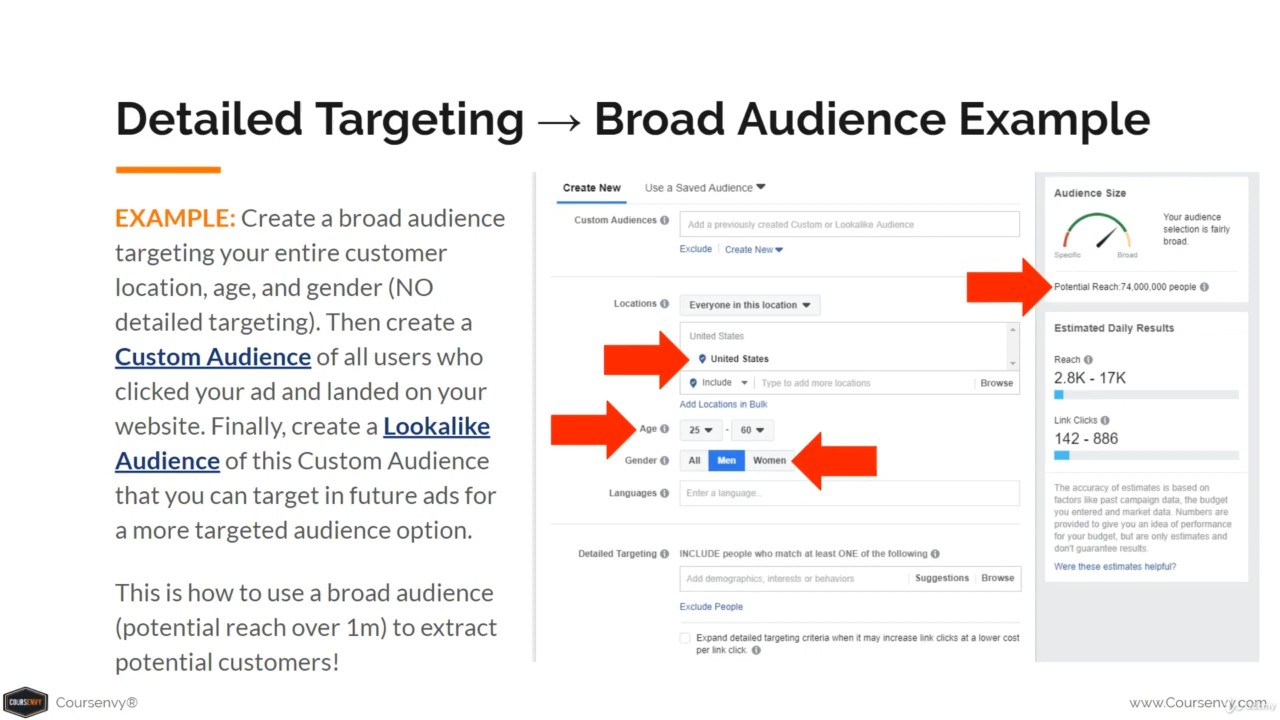 Detailed Targeting → Broad Audience Example
EXAMPLE: Create a broad audience
targeting your entire customer
location, age, and gender (NO
detailed targeting). Then create a
Custom Audience of all users who
clicked your ad and landed on your
website. Finally, create a Lookalike
Audience of this Custom Audience
that you can target in future ads for
a more targeted audience option.
This is how to use a broad audience
(potential reach over 1m) to extract
potential customers!
Create New Use a Saved Audience
Custom Audiences Add a previously created Custom or Lookalike Audience
Exclude Create New
Locations Everyone in this location
United States
United States
Include Type to add more locations Browse
Add Locations in Bulk
Age 25 - 60
Gender All Men Women
Languages Enter a language...
Detailed Targeting INCLUDE people who match at least ONE of the following
Add demographics, interests or behaviors Suggestions Browse
Exclude People
Expand detailed targeting criteria when it may increase link clicks at a lower cost
per link click.
Audience Size
Your audience
selection is fairly
broad.
Specific Broad
Potential Reach:74,000,000 people
Estimated Daily Results
Reach
2.8K - 17K
Link Clicks
142 - 886
The accuracy of estimates is based on
factors like past campaign data, the budget
you entered and market data. Numbers are
provided to give you an idea of performance
for your budget, but are only estimates and
don't guarantee results.
Were these estimates helpful?
COURSENVY
Coursenvy®
www.Coursenvy.com